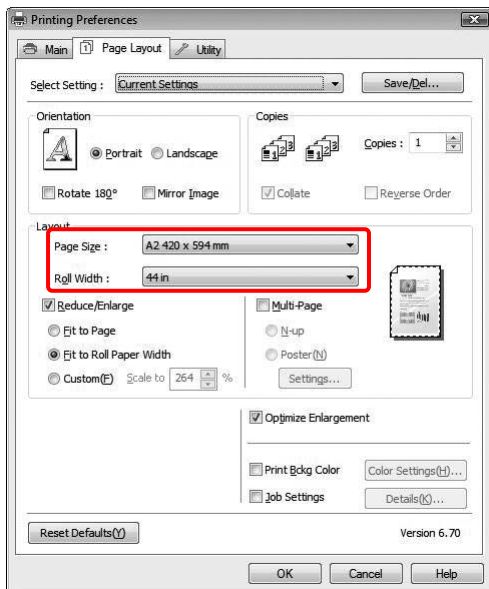 Printing Preferences
Main
Page Layout
Utility
Select Setting : Current Settings
Save/Del...
Orientation
Portrait
Landscape
Rotate 180°
Mirror Image
Copies
Copies : 1
Collate
Reverse Order
Layout
Page Size : A2 420 x 594 mm
Roll Width : 44 in
Reduce/Enlarge
Fit to Page
Fit to Roll Paper Width
Custom(F) Scale to 264 %
Multi-Page
N-up
Poster(N)
Settings...
Optimize Enlargement
Print Bckg Color
Color Settings(H)...
Job Settings
Details(K)...
Reset Defaults(Y)
Version 6.70
OK
Cancel
Help